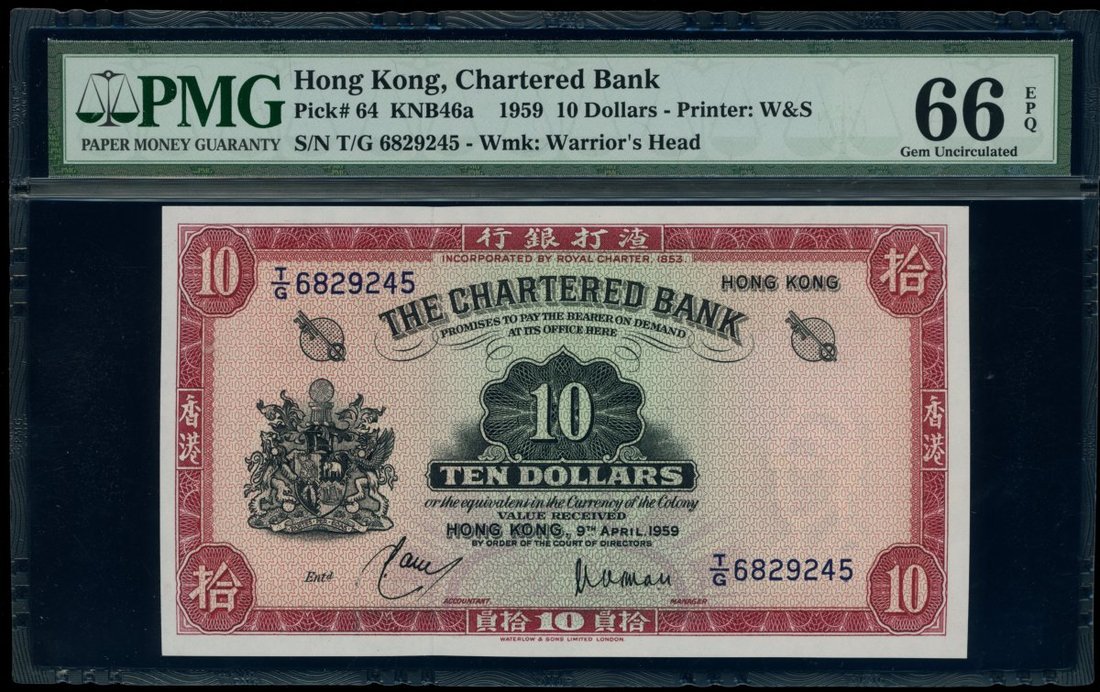 PMG
PAPER MONEY GUARANTY
Hong Kong, Chartered Bank
Pick# 64 KNB46a 1959 10 Dollars - Printer: W&S
S/N T/G 6829245 - Wmk: Warrior's Head
66 EPQ
Gem Uncirculated
行銀打渣
INCORPORATED BY ROYAL CHARTER, 1853.
10
拾
T/G 6829245
HONG KONG
THE CHARTERED BANK
PROMISES TO PAY THE BEARER ON DEMAND
AT ITS OFFICE HERE
10
香港
香港
TEN DOLLARS
or the equivalent in the Currency of the Colony
VALUE RECEIVED
HONG KONG, 9TH APRIL, 1959
BY ORDER OF THE COURT OF DIRECTORS
Entd
T/G 6829245
拾
10
ACCOUNTANT
MANAGER
員拾 10 員拾
WATERLOW & SONS LIMITED LONDON.